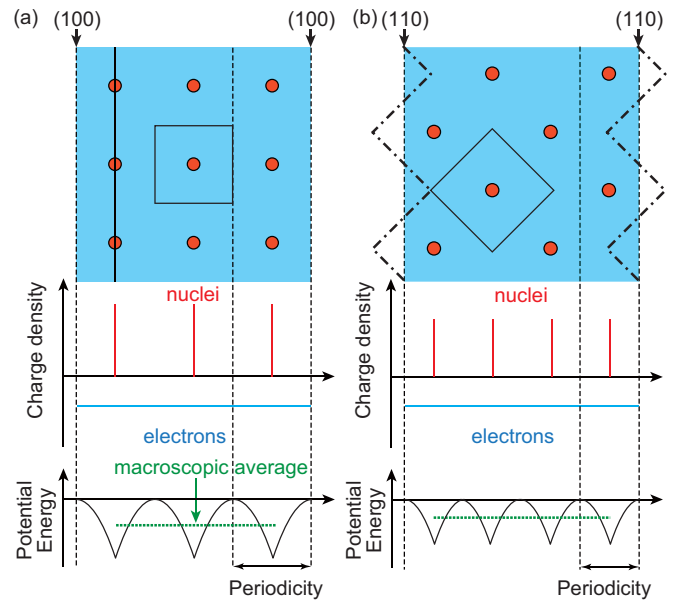 (a)
(100)
(100)
Charge density
nuclei
electrons
Potential
Energy
macroscopic average
Periodicity
(b)
(110)
(110)
Charge density
nuclei
electrons
Potential
Energy
Periodicity